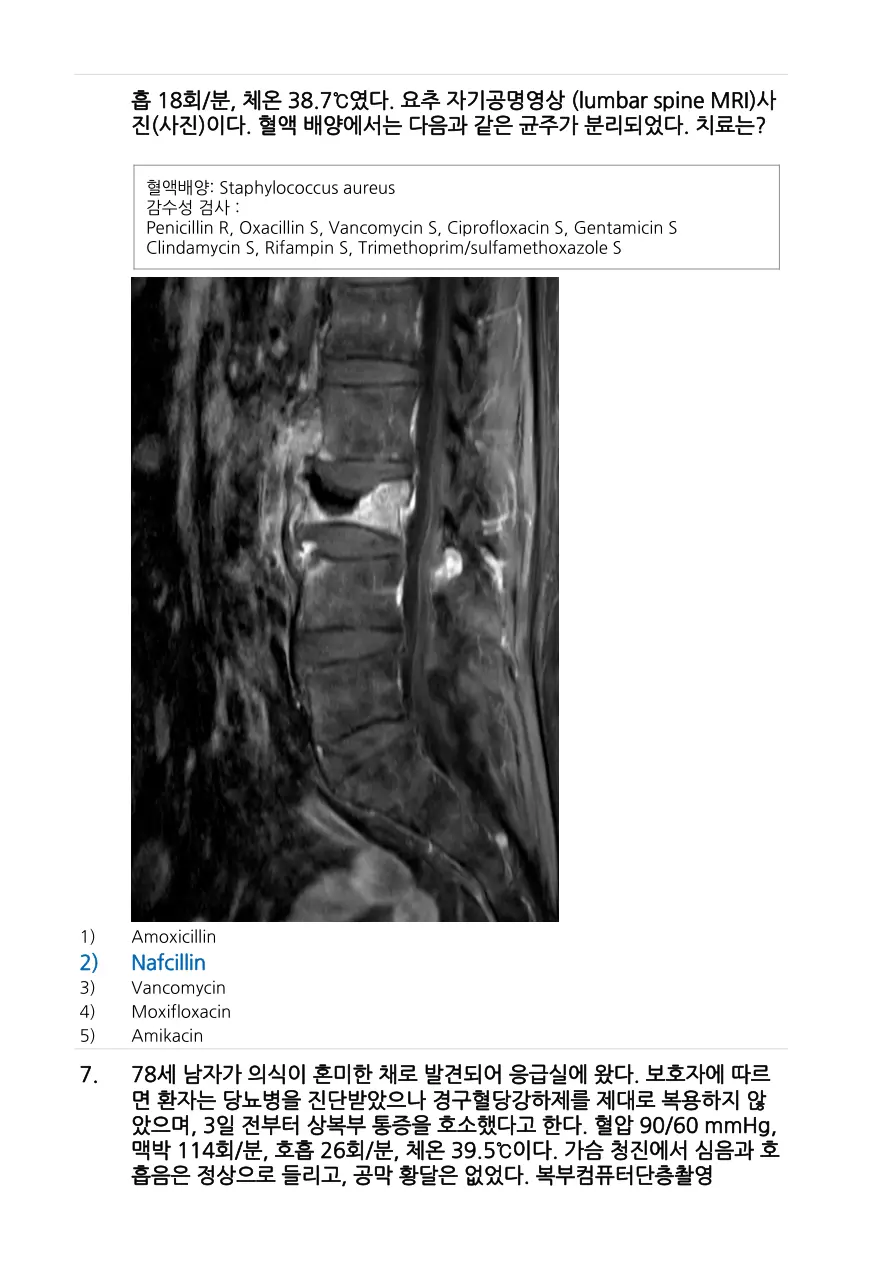 흡 18회/분, 체온 38.7℃였다. 요추 자기공명영상 (lumbar spine MRI)사
진(사진)이다. 혈액 배양에서는 다음과 같은 균주가 분리되었다. 치료는?
혈액배양: Staphylococcus aureus
감수성 검사 :
Penicillin R, Oxacillin S, Vancomycin S, Ciprofloxacin S, Gentamicin S
Clindamycin S, Rifampin S, Trimethoprim/sulfamethoxazole S
1) Amoxicillin
2) Nafcillin
3) Vancomycin
4) Moxifloxacin
5) Amikacin
7. 78세 남자가 의식이 혼미한 채로 발견되어 응급실에 왔다. 보호자에 따르
면 환자는 당뇨병을 진단받았으나 경구혈당강하제를 제대로 복용하지 않
았으며, 3일 전부터 상복부 통증을 호소했다고 한다. 혈압 90/60 mmHg,
맥박 114회/분, 호흡 26회/분, 체온 39.5℃이다. 가슴 청진에서 심음과 호
흡음은 정상으로 들리고, 공막 황달은 없었다. 복부컴퓨터단층촬영